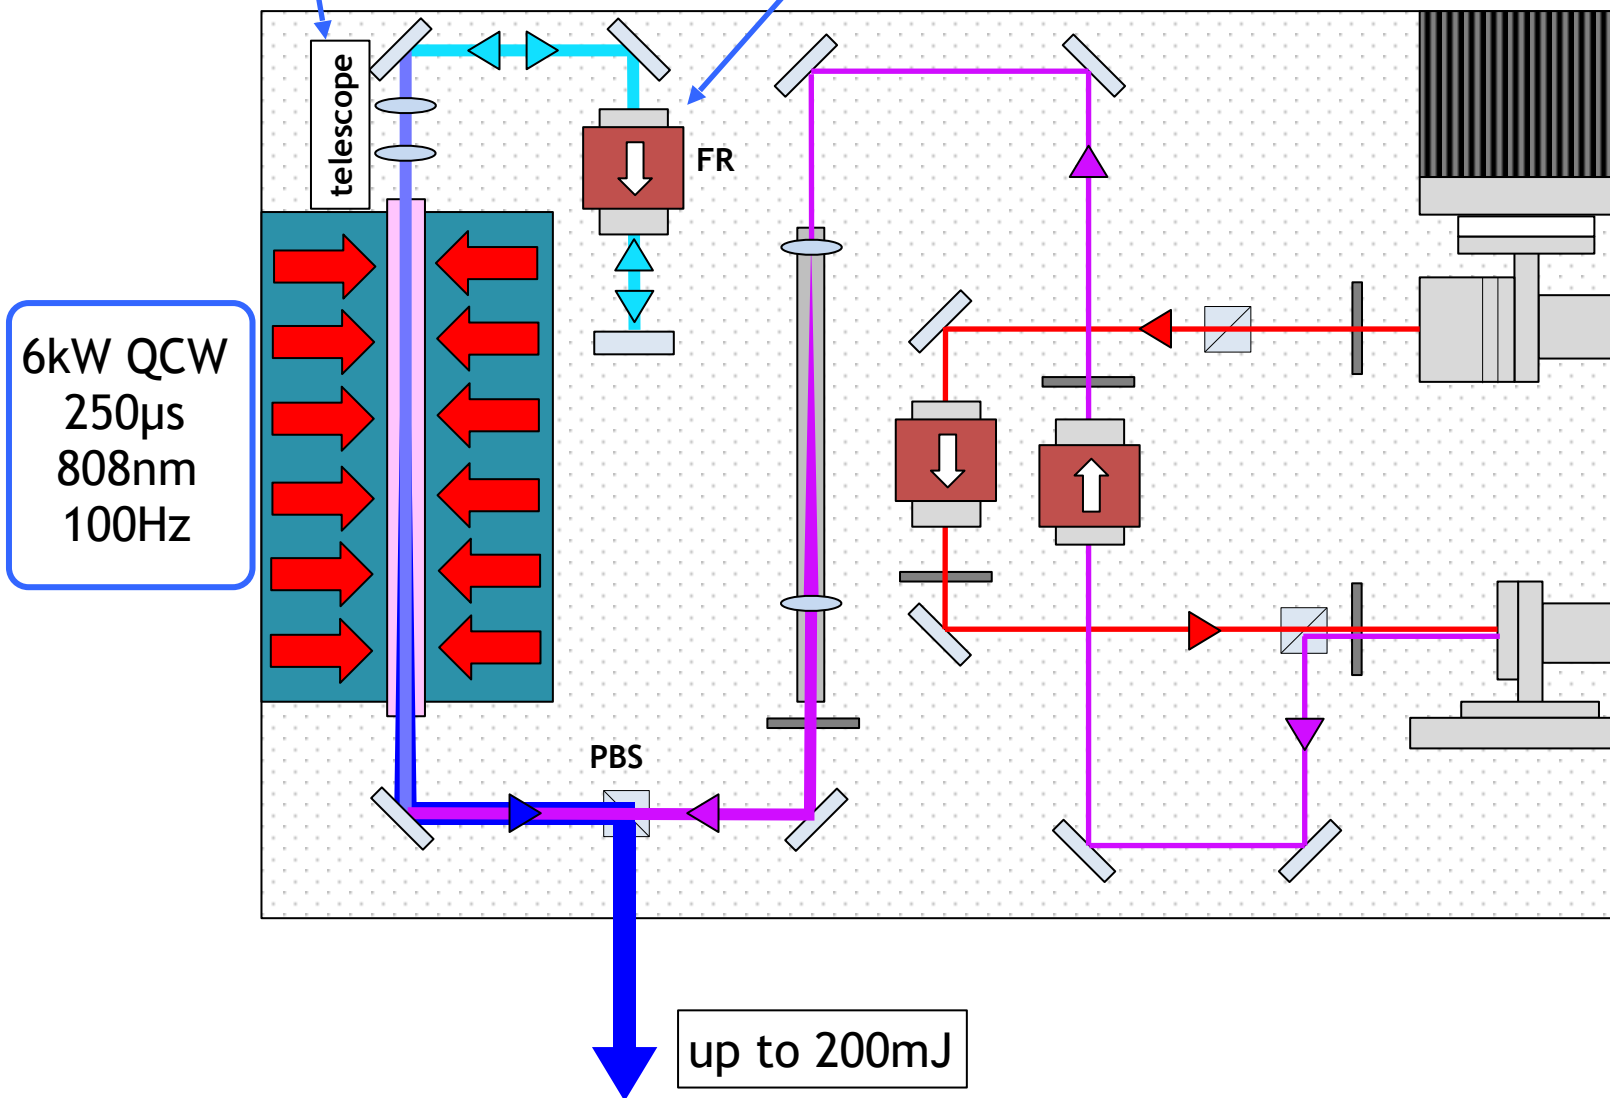 telescope
FR
6kW QCW
250µs
808nm
100Hz
PBS
up to 200mJ